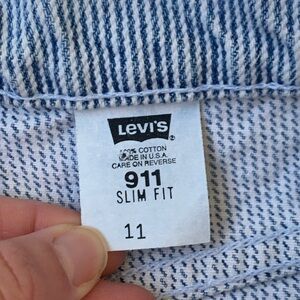 LEVI'S
100% COTTON
MADE IN U.S.A.
CARE ON REVERSE
911
SLIM FIT
11